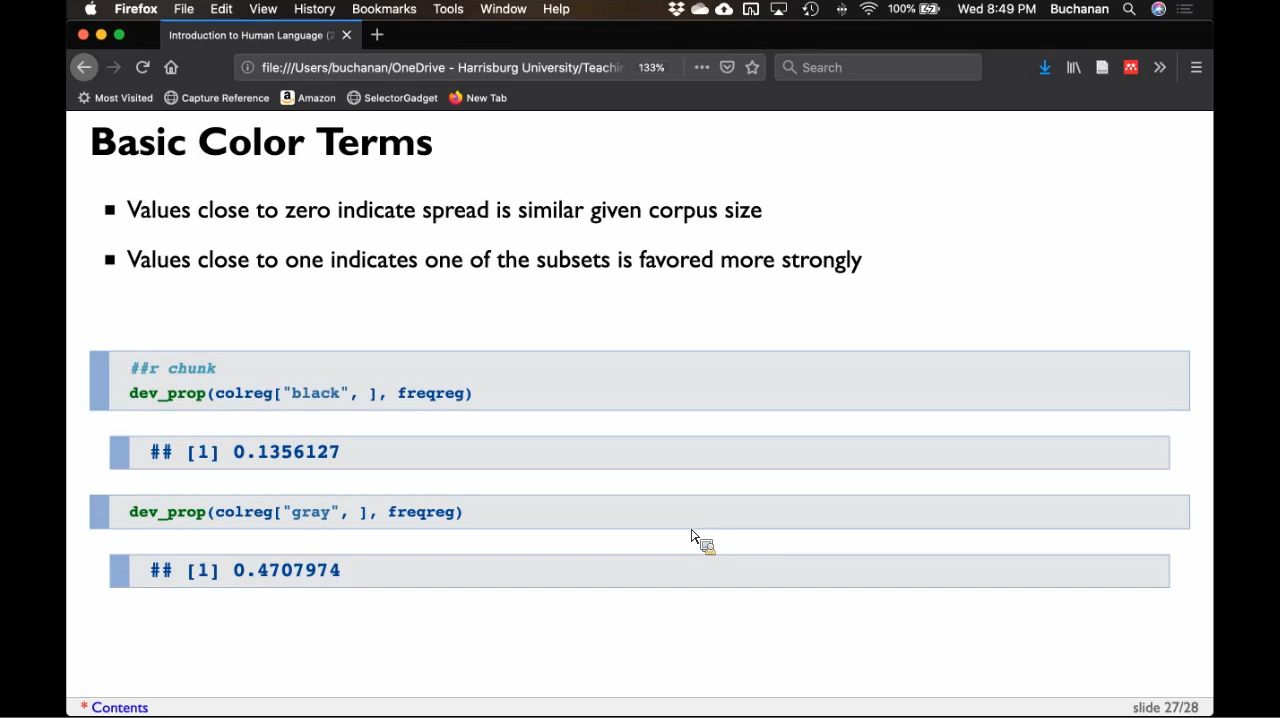 Firefox File Edit View History Bookmarks Tools Window Help 100% Wed 8:49 PM Buchanan
Introduction to Human Language (
file:///Users/buchanan/OneDrive - Harrisburg University/Teachin 133% Search
Most Visited Capture Reference Amazon SelectorGadget New Tab
Basic Color Terms
Values close to zero indicate spread is similar given corpus size
Values close to one indicates one of the subsets is favored more strongly
##r chunk
dev_prop(colreg["black", ], freqreg)
## [1] 0.1356127
dev_prop(colreg["gray", ], freqreg)
## [1] 0.4707974
* Contents
slide 27/28